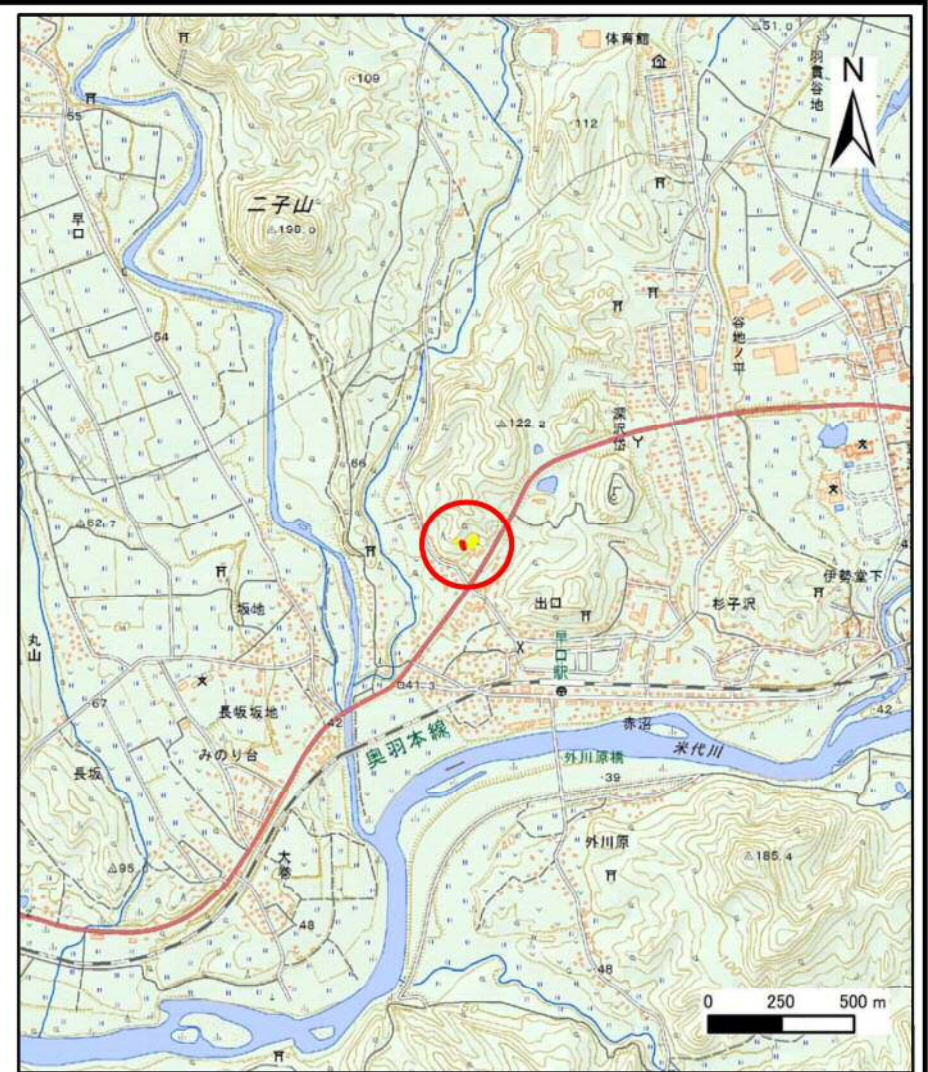 体育館
51.0
羽貫谷地
N
109
112
55
二子山
198.0
早口
54
谷地ノ平
深沢岱
122.2
66
62.7
伊勢堂下
坂地
出口
杉子沢
丸山
早口駅
41.3
67
長坂坂地
42
赤沼
42
みのり台
奥羽本線
外川原橋
米代川
長坂
39
外川原
185.4
大巻
95.
48
48
0 250 500 m